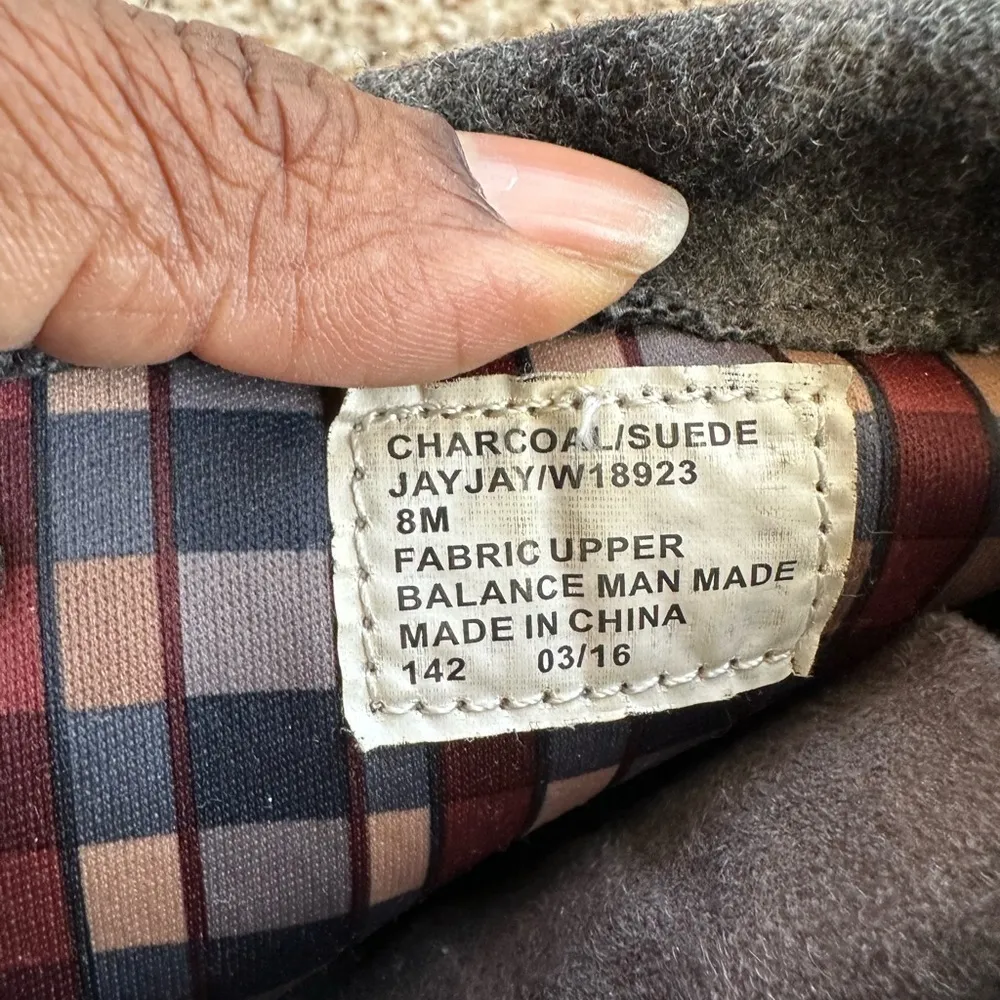 CHARCOAL/SUEDE
JAYJAY/W18923
8M
FABRIC UPPER
BALANCE MAN MADE
MADE IN CHINA
142 03/16